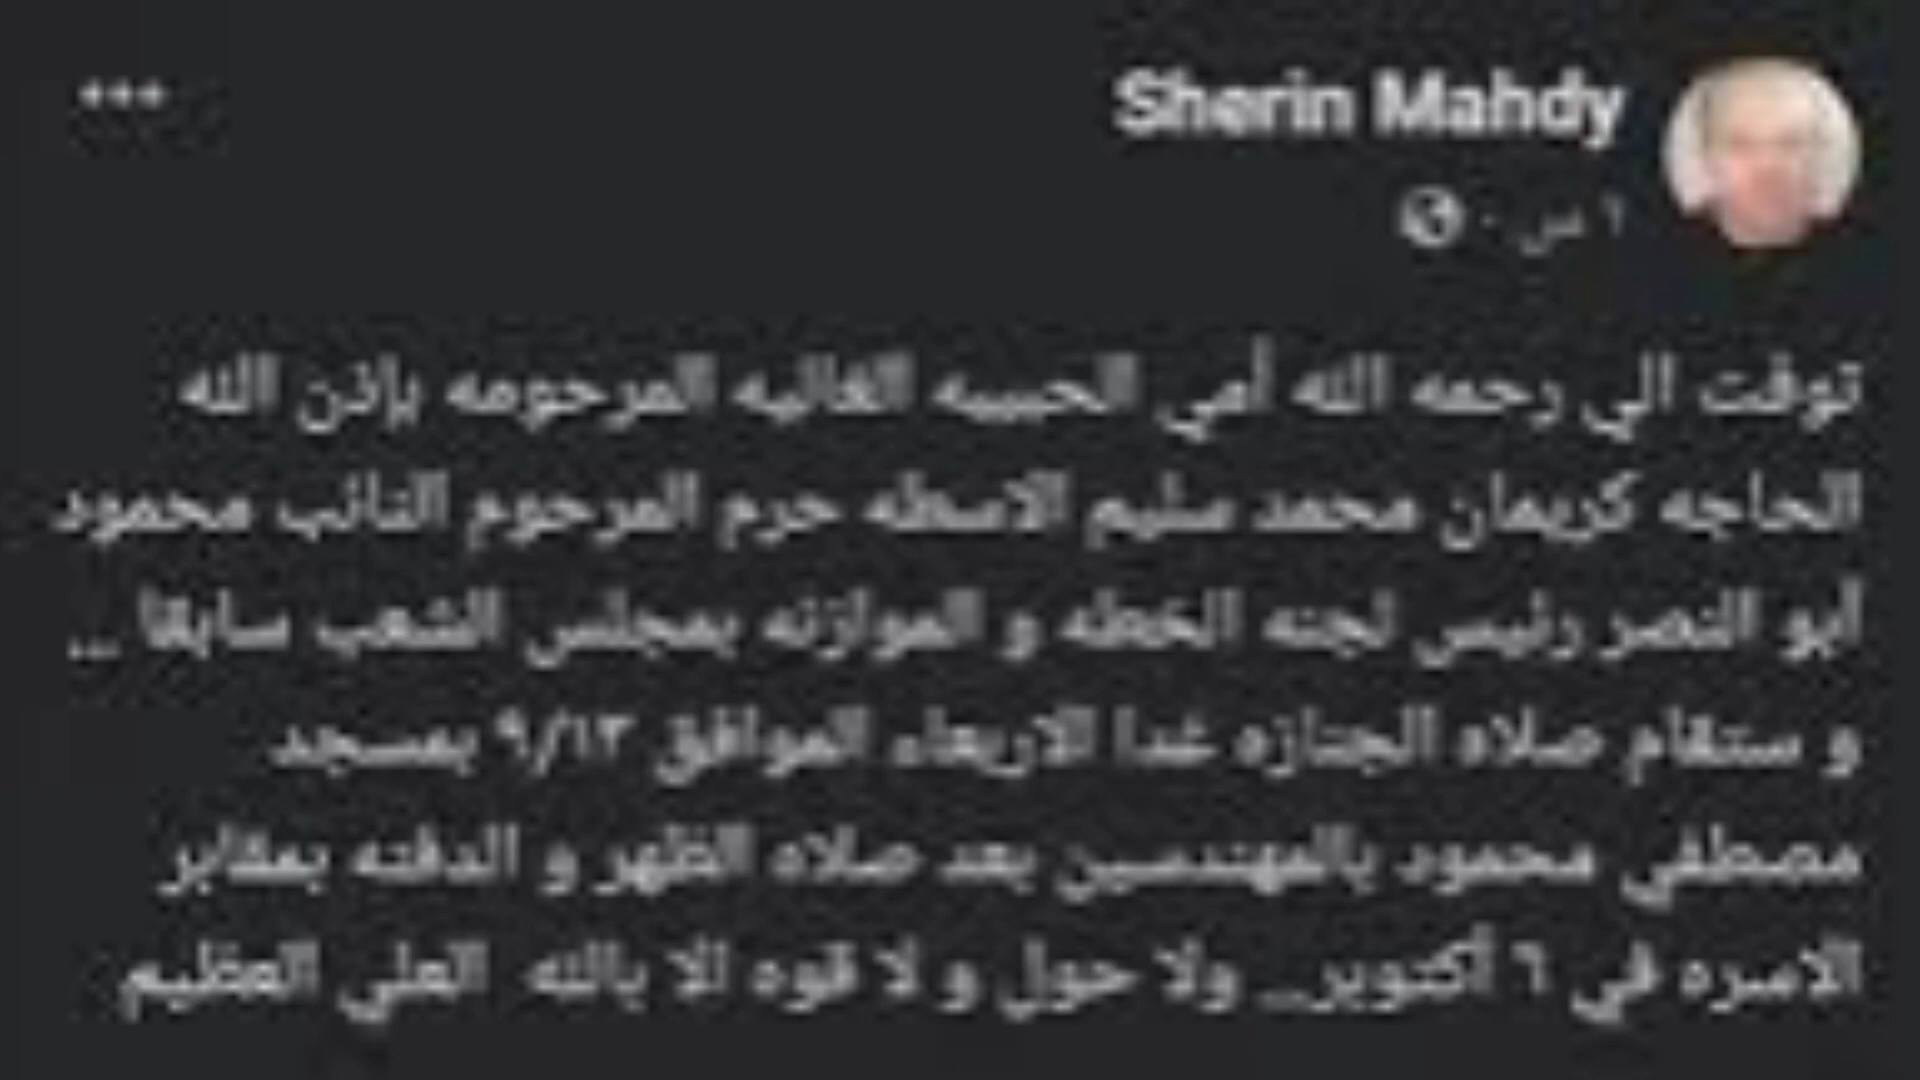 Sherin Mahdy
٦ س ·
توفت الي رحمه الله أمي الحبيبه الغاليه المرحومه بإذن الله
الحاجه كريمان محمد سليم الاسطه حرم المرحوم النائب محمود
أبو النصر رئيس لجنه الخطه و الموازنه بمجلس الشعب سابقا ...
و ستقام صلاه الجنازه غدا الاربعاء الموافق ٩/١٣ بمسجد
مصطفي محمود بالمهندسين بعد صلاه الظهر و الدفنه بمقابر
الاسره في ٦ أكتوبر... ولا حول و لا قوه الا بالله العلي العظيم